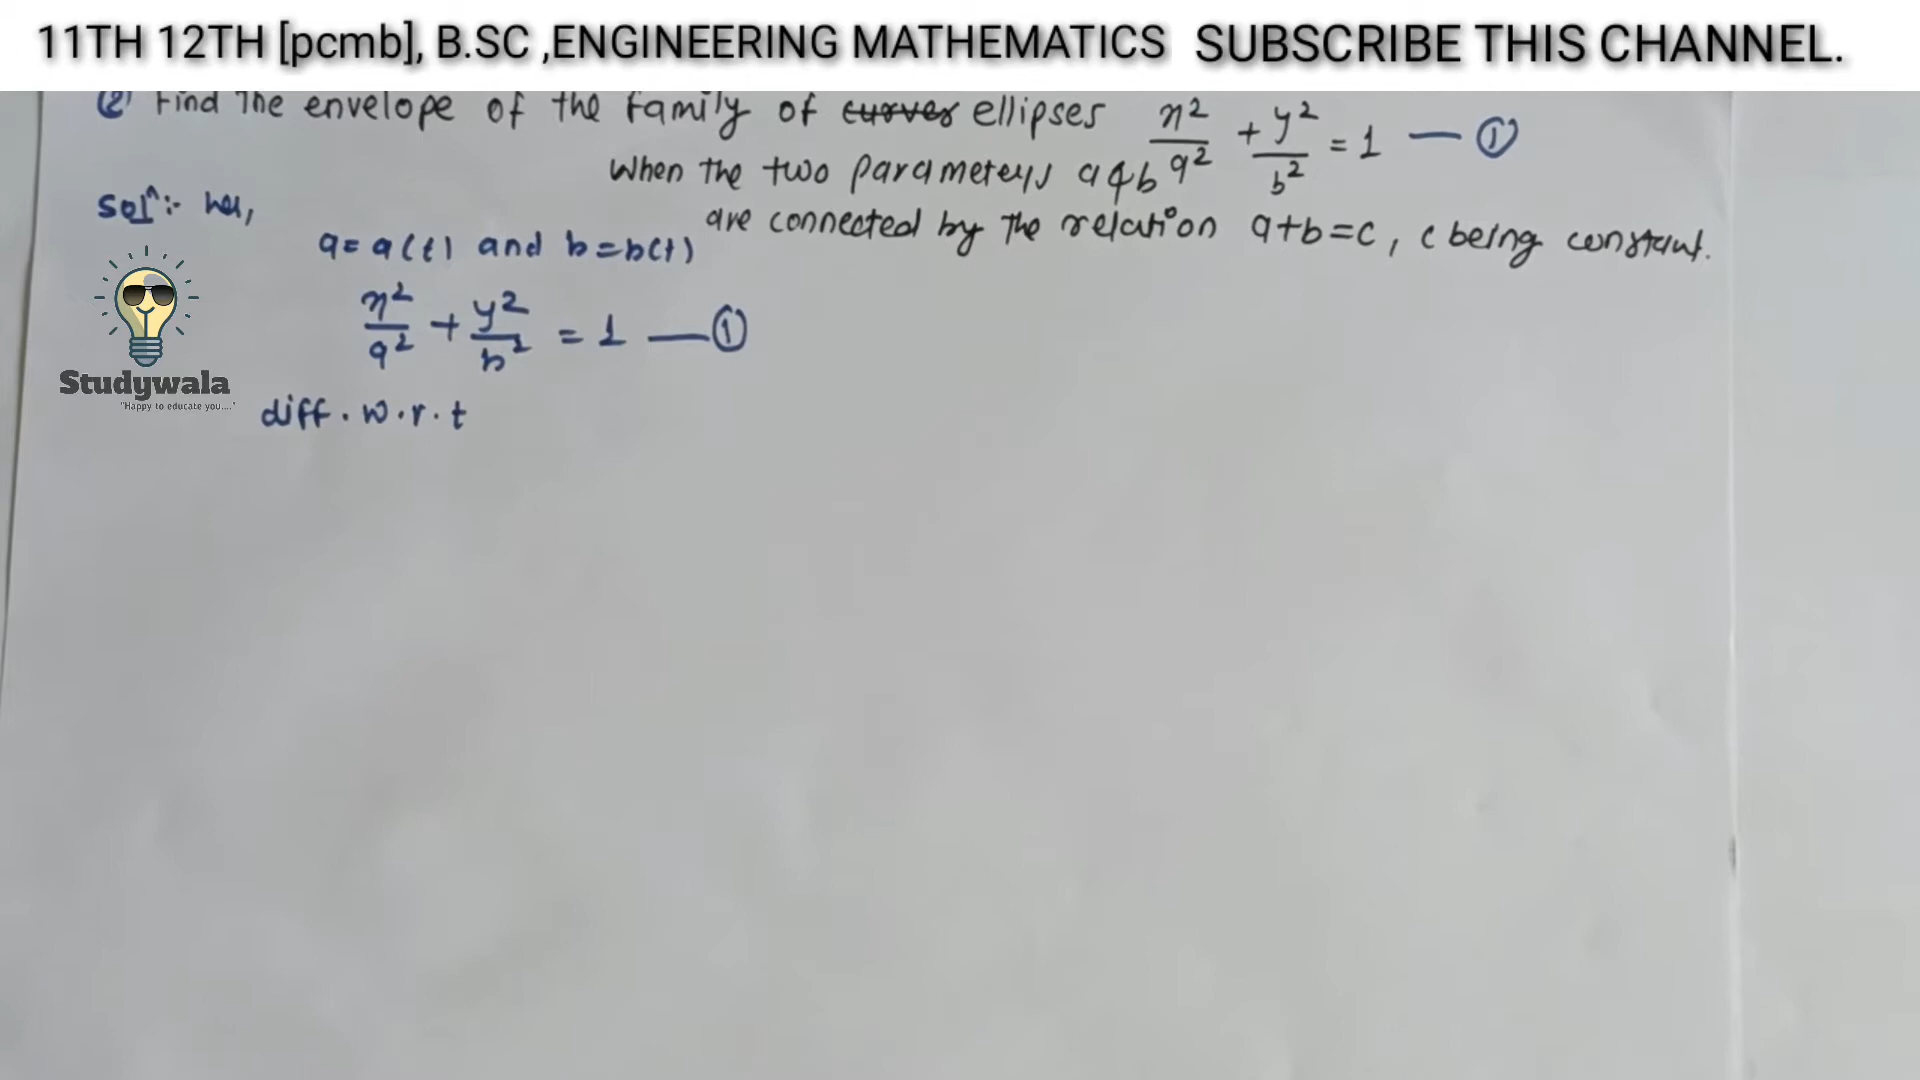 11TH 12TH [pcmb], B.SC ,ENGINEERING MATHEMATICS SUBSCRIBE THIS CHANNEL.
(2) Find The envelope of the family of curves ellipses x²/a² + y²/b² = 1 — ①
When the two parameters a & b
are connected by the relation a+b=c, c being constant.
Solⁿ:-
a = a(t) and b = b(t)
x²/a² + y²/b² = 1 — ①
Studywala
"Happy to educate you...."
diff. w.r.t